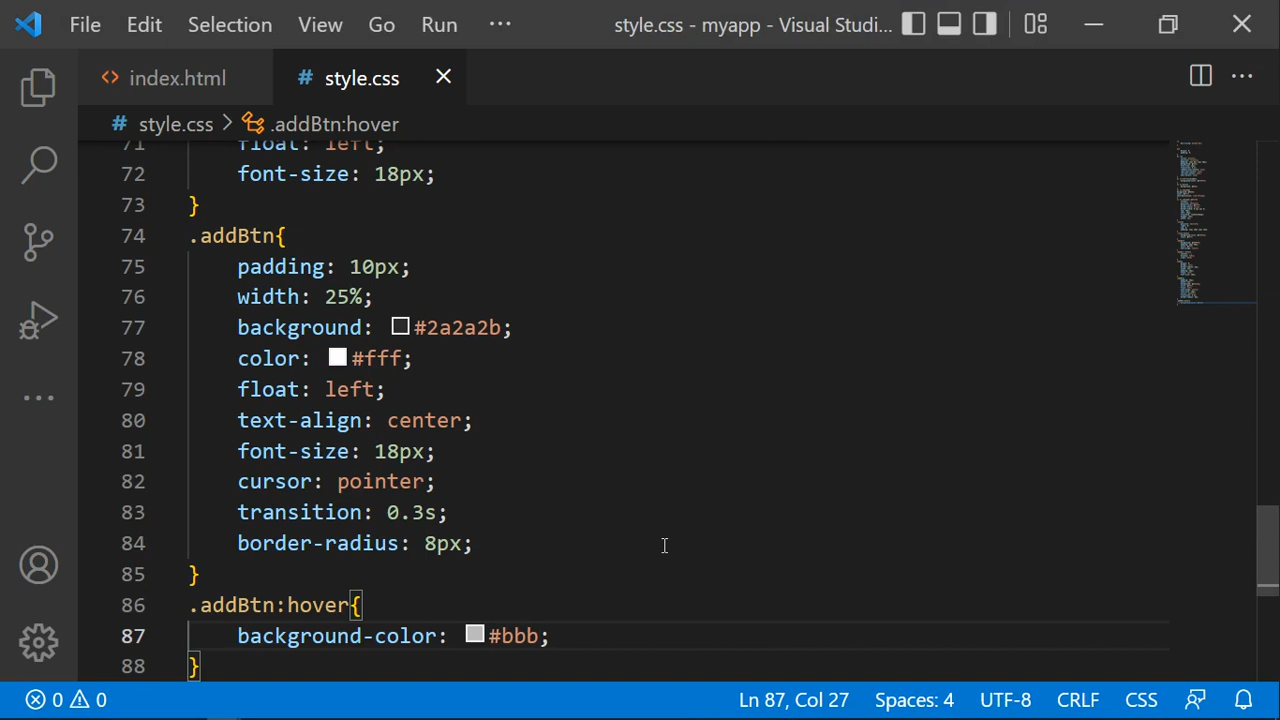 File Edit Selection View Go Run ··· style.css - myapp - Visual Studi...
<> index.html # style.css
# style.css > .addBtn:hover
71 float: left;
72 font-size: 18px;
73 }
74 .addBtn{
75 padding: 10px;
76 width: 25%;
77 background: #2a2a2b;
78 color: #fff;
79 float: left;
80 text-align: center;
81 font-size: 18px;
82 cursor: pointer;
83 transition: 0.3s;
84 border-radius: 8px;
85 }
86 .addBtn:hover{
87 background-color: #bbb;
88 }
0 0 Ln 87, Col 27 Spaces: 4 UTF-8 CRLF CSS